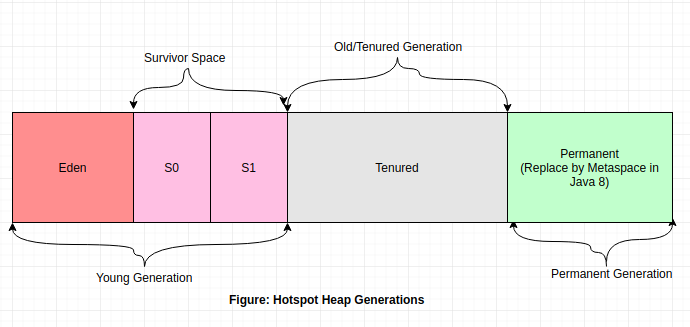 Old/Tenured Generation
Survivor Space
Eden
S0
S1
Tenured
Permanent
(Replace by Metaspace in
Java 8)
Young Generation
Permanent Generation
Figure: Hotspot Heap Generations